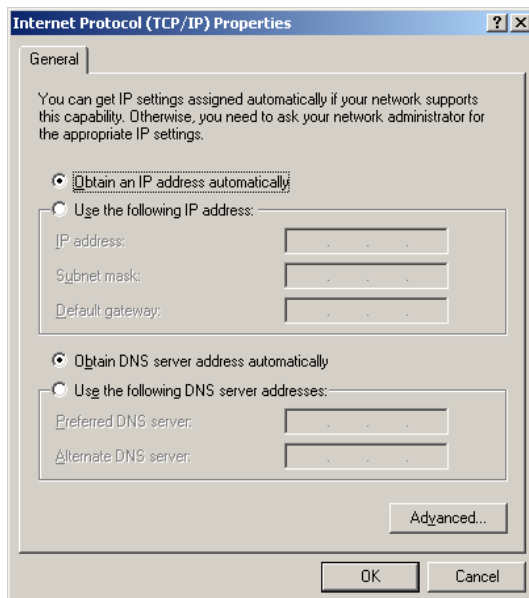 Internet Protocol (TCP/IP) Properties
General
You can get IP settings assigned automatically if your network supports
this capability. Otherwise, you need to ask your network administrator for
the appropriate IP settings.
Obtain an IP address automatically
Use the following IP address:
IP address:
Subnet mask:
Default gateway:
Obtain DNS server address automatically
Use the following DNS server addresses:
Preferred DNS server:
Alternate DNS server:
Advanced...
OK Cancel